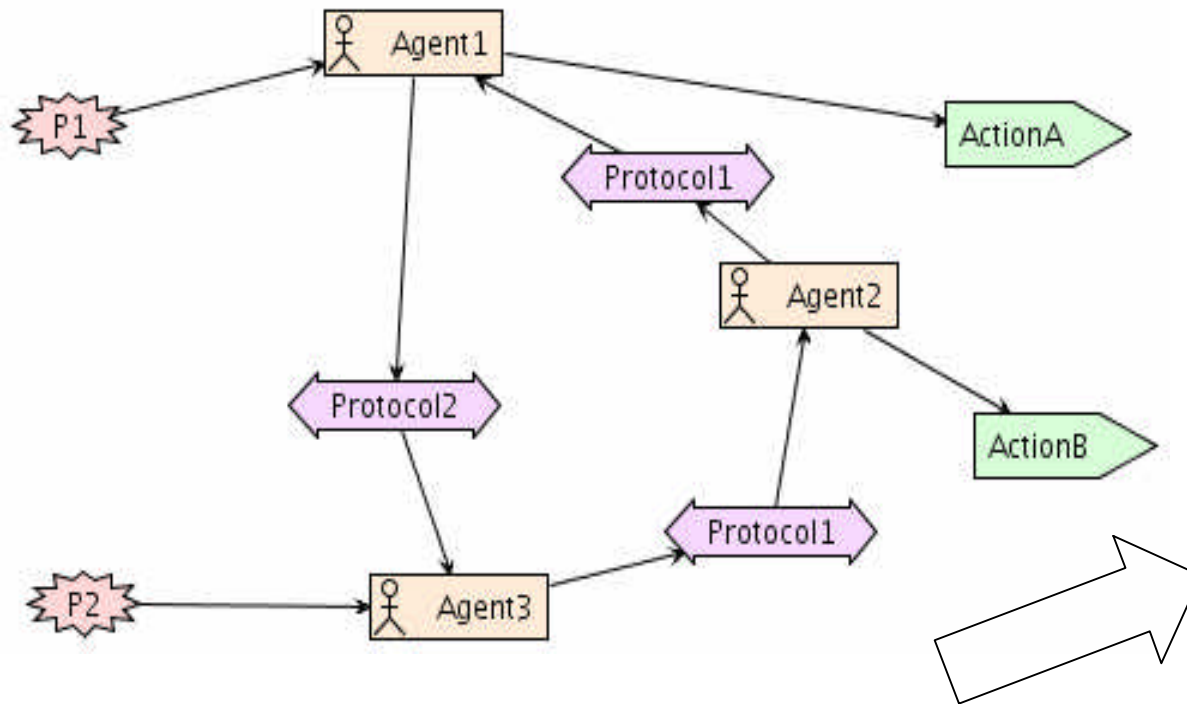 Agent1
P1
ActionA
Protocol1
Agent2
Protocol2
ActionB
Protocol1
P2
Agent3